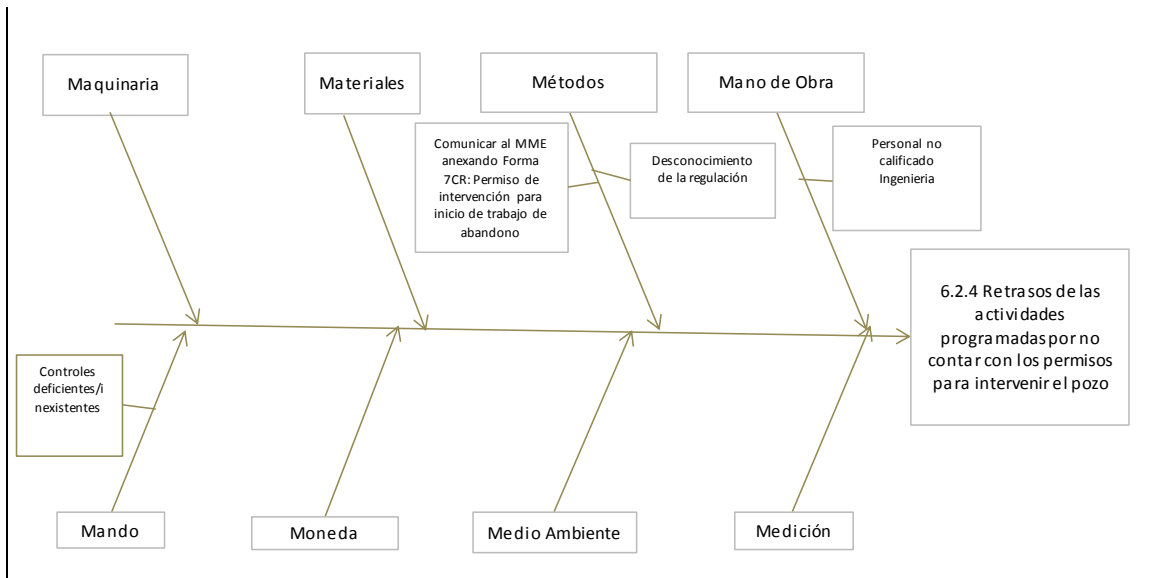 Maquinaria
Materiales
Métodos
Mano de Obra
Comunicar al MME
anexando Forma
7CR: Permiso de
intervención para
inicio de trabajo de
abandono
Desconocimiento
de la regulación
Personal no
calificado
Ingenieria
6.2.4 Retrasos de las
actividades
programadas por no
contar con los permisos
para intervenir el pozo
Controles
deficientes/i
nexistentes
Mando
Moneda
Medio Ambiente
Medición